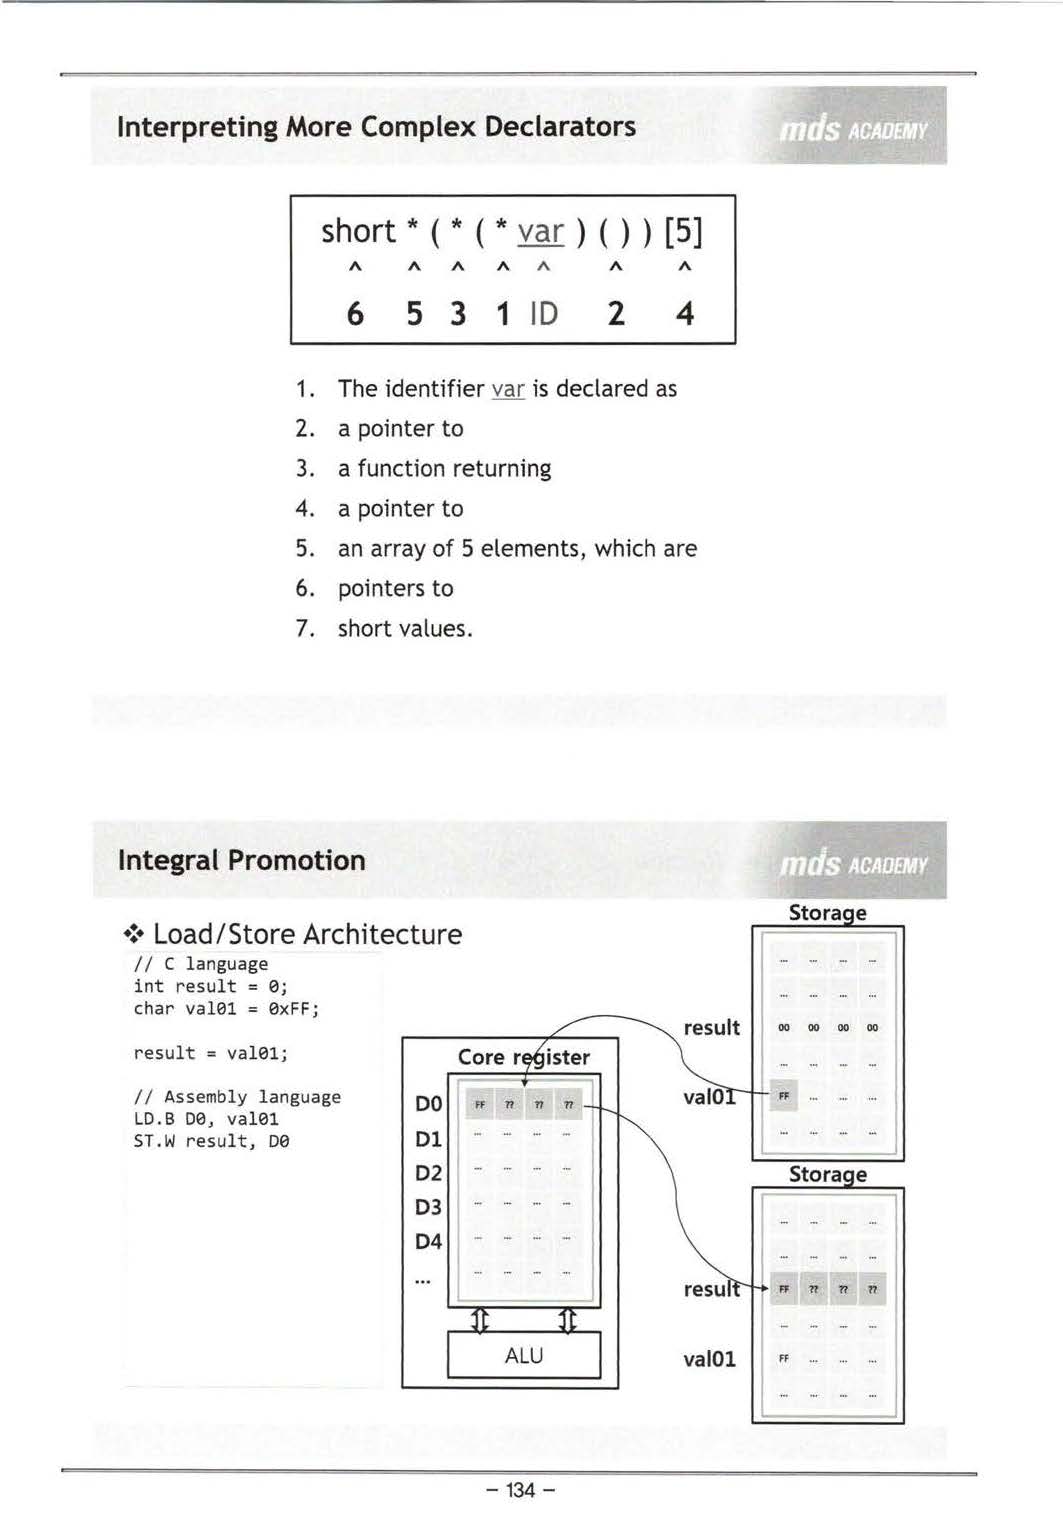 Interpreting More Complex Declarators
mds ACADEMY
short * ( * ( * var ) ( ) ) [5]
^ ^ ^ ^ ^ ^ ^
6 5 3 1 ID 2 4
1. The identifier var is declared as
2. a pointer to
3. a function returning
4. a pointer to
5. an array of 5 elements, which are
6. pointers to
7. short values.
Integral Promotion
mds ACADEMY
❖ Load/Store Architecture
// C language
int result = 0;
char val01 = 0xFF;
result = val01;
// Assembly language
LD.B D0, val01
ST.W result, D0
Core register
D0 FF ?? ?? ??
D1 ... ... ... ...
D2 ... ... ... ...
D3 ... ... ... ...
D4 ... ... ... ...
... ... ... ... ...
ALU
Storage
... ... ... ...
... ... ... ...
result 00 00 00 00
... ... ... ...
val01 FF ... ... ...
... ... ... ...
Storage
... ... ... ...
... ... ... ...
result FF ?? ?? ??
... ... ... ...
val01 FF ... ... ...
... ... ... ...
- 134 -